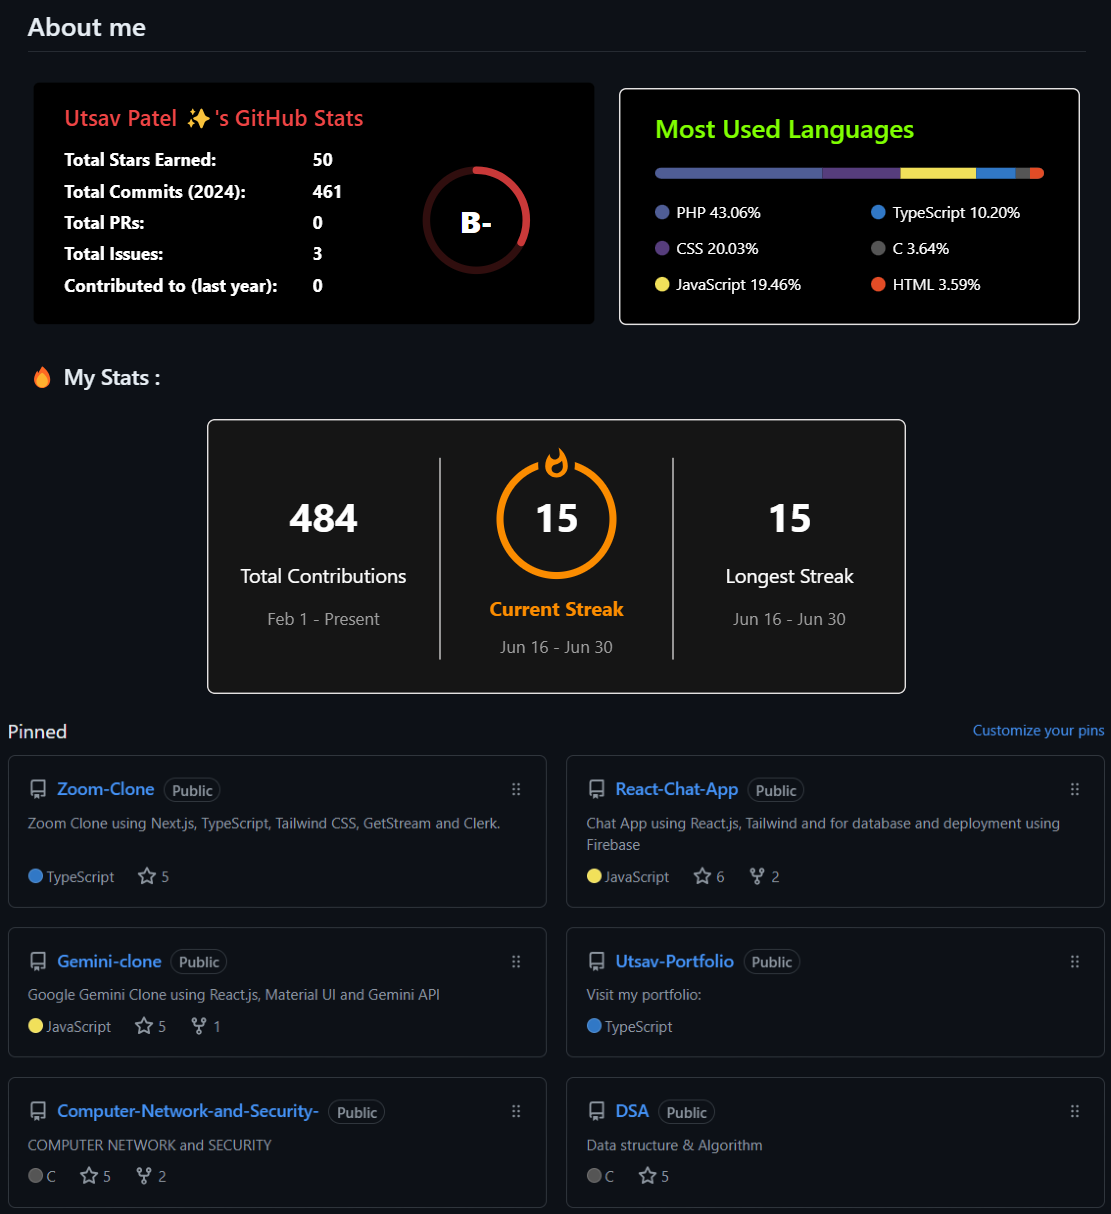 About me
Utsav Patel ✨'s GitHub Stats
Total Stars Earned: 50
Total Commits (2024): 461
Total PRs: 0
Total Issues: 3
Contributed to (last year): 0
B-
Most Used Languages
PHP 43.06%
TypeScript 10.20%
CSS 20.03%
C 3.64%
JavaScript 19.46%
HTML 3.59%
🔥 My Stats :
484
Total Contributions
Feb 1 - Present
15
Current Streak
Jun 16 - Jun 30
15
Longest Streak
Jun 16 - Jun 30
Pinned
Customize your pins
Zoom-Clone Public
Zoom Clone using Next.js, TypeScript, Tailwind CSS, GetStream and Clerk.
TypeScript 5
React-Chat-App Public
Chat App using React.js, Tailwind and for database and deployment using
Firebase
JavaScript 6 2
Gemini-clone Public
Google Gemini Clone using React.js, Material UI and Gemini API
JavaScript 5 1
Utsav-Portfolio Public
Visit my portfolio:
TypeScript
Computer-Network-and-Security- Public
COMPUTER NETWORK and SECURITY
C 5 2
DSA Public
Data structure & Algorithm
C 5